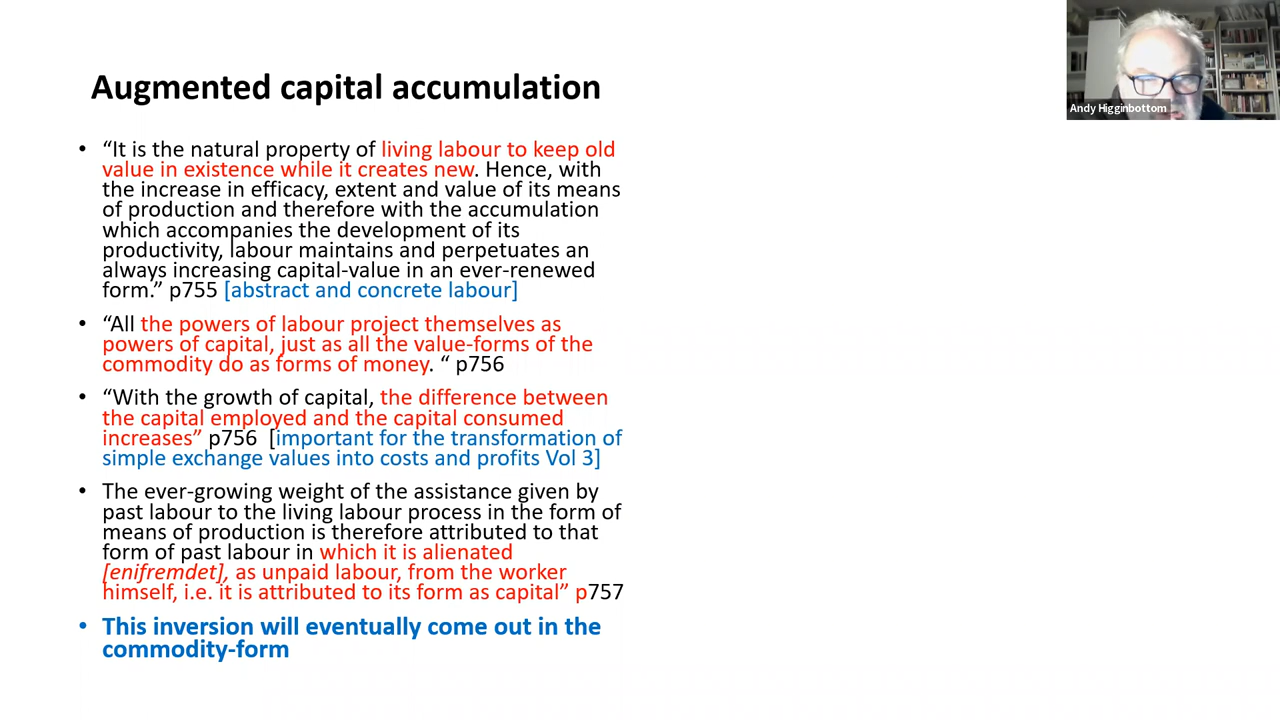 Augmented capital accumulation
Andy Higginbottom
• “It is the natural property of living labour to keep old
value in existence while it creates new. Hence, with
the increase in efficacy, extent and value of its means
of production and therefore with the accumulation
which accompanies the development of its
productivity, labour maintains and perpetuates an
always increasing capital-value in an ever-renewed
form.” p755 [abstract and concrete labour]
• “All the powers of labour project themselves as
powers of capital, just as all the value-forms of the
commodity do as forms of money. “ p756
• “With the growth of capital, the difference between
the capital employed and the capital consumed
increases” p756 [important for the transformation of
simple exchange values into costs and profits Vol 3]
• The ever-growing weight of the assistance given by
past labour to the living labour process in the form of
means of production is therefore attributed to that
form of past labour in which it is alienated
[enifremdet], as unpaid labour, from the worker
himself, i.e. it is attributed to its form as capital” p757
• This inversion will eventually come out in the
commodity-form